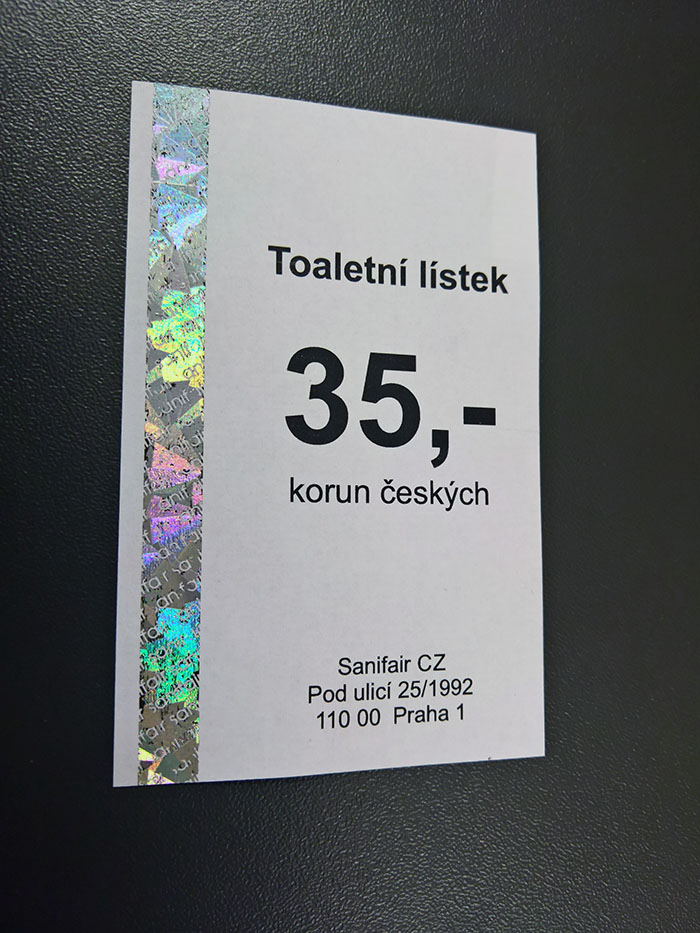 Toaletní lístek
35,-
korun českých
Sanifair CZ
Pod ulicí 25/1992
110 00 Praha 1